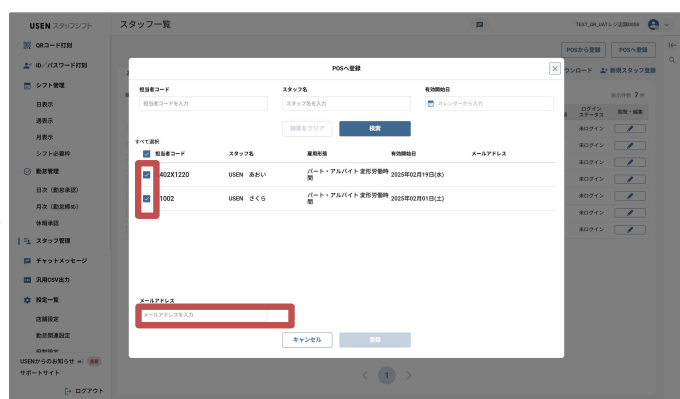 USEN スタッフシフト
スタッフ一覧
TEST_GR_UATレジ店舗0058
QRコード打刻
ID／パスワード打刻
シフト管理
日表示
週表示
月表示
シフト必要枠
勤怠管理
日次（勤怠承認）
月次（勤怠締め）
休暇承認
スタッフ管理
チャットメッセージ
汎用CSV出力
設定一覧
店舗設定
勤怠関連設定
USENからのお知らせ
サポートサイト
ログアウト
POSから登録
POSへ登録
ウンロード
新規スタッフ登録
表示件数 7 件
ログイン
ステータス
閲覧・編集
未ログイン
未ログイン
未ログイン
未ログイン
未ログイン
未ログイン
未ログイン
POSへ登録
担当者コード
スタッフ名
有効開始日
担当者コードを入力
スタッフ名を入力
カレンダーから入力
検索をクリア
検索
すべて選択
担当者コード
スタッフ名
雇用形態
有効開始日
メールアドレス
402X1220
USEN あおい
パート・アルバイト 変形労働時
間
2025年02月19日(水)
1002
USEN さくら
パート・アルバイト 変形労働時
間
2025年02月01日(土)
メールアドレス
メールアドレスを入力
キャンセル
登録
1